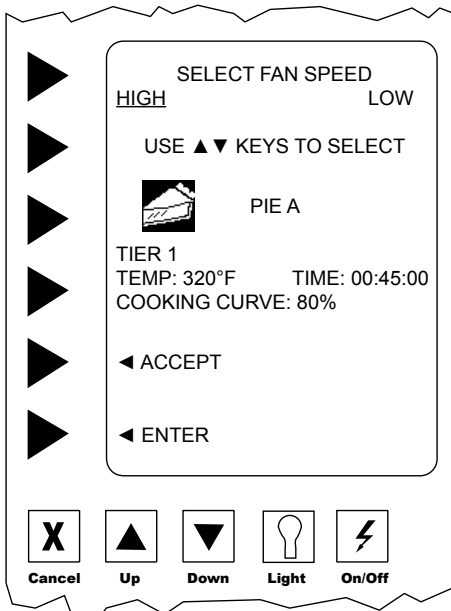 SELECT FAN SPEED
HIGH LOW
USE ▲▼ KEYS TO SELECT
PIE A
TIER 1
TEMP: 320°F TIME: 00:45:00
COOKING CURVE: 80%
◄ ACCEPT
◄ ENTER
X
Cancel Up Down Light On/Off